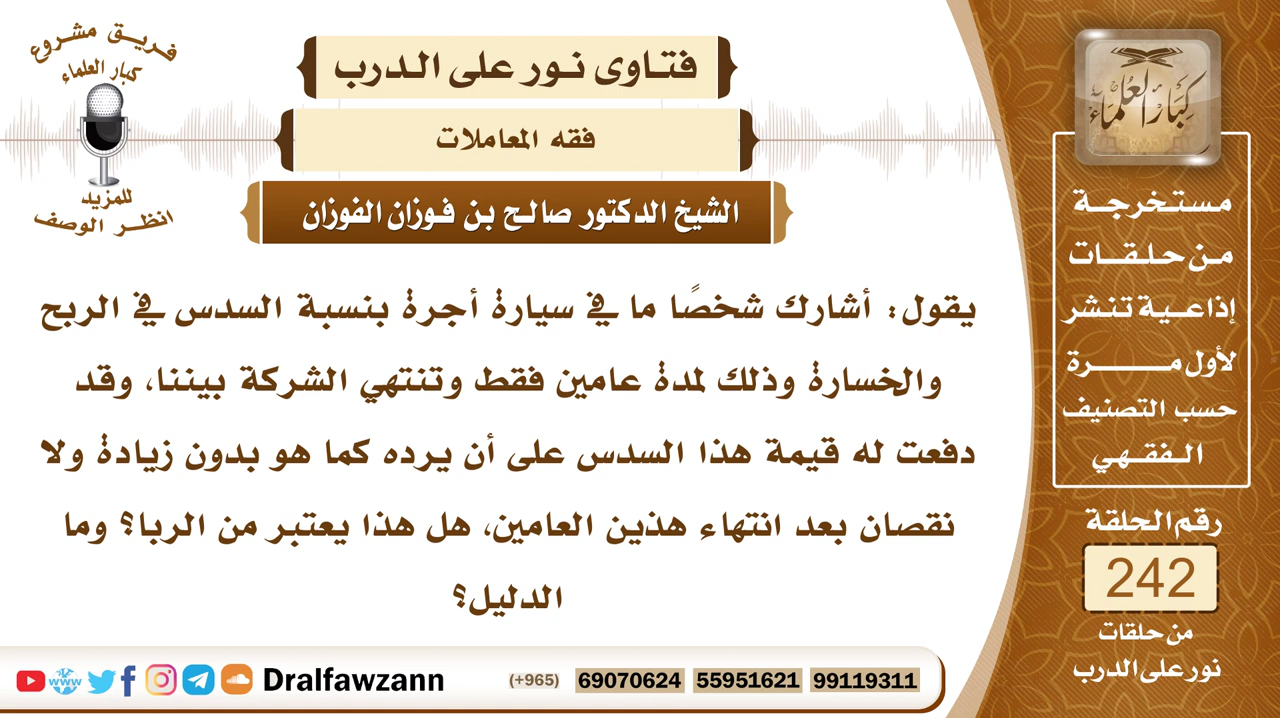 فريق مشروع
كبار العلماء
للمزيد
انظر الوصف
فتاوى نور على الدرب
فقه المعاملات
الشيخ الدكتور صالح بن فوزان الفوزان
يقول: أشارك شخصًا ما في سيارة أجرة بنسبة السدس في الربح
والخسارة وذلك لمدة عامين فقط وتنتهي الشركة بيننا، وقد
دفعت له قيمة هذا السدس على أن يرده كما هو بدون زيادة ولا
نقصان بعد انتهاء هذين العامين، هل هذا يعتبر من الربا؟ وما
الدليل؟
كبار العلماء
مستخرجة
من حلقات
إذاعية تنشر
لأول مرة
حسب التصنيف
الفقهي
رقم الحلقة
242
من حلقات
نور على الدرب
www
Dralfawzann (+965) 69070624 55951621 99119311